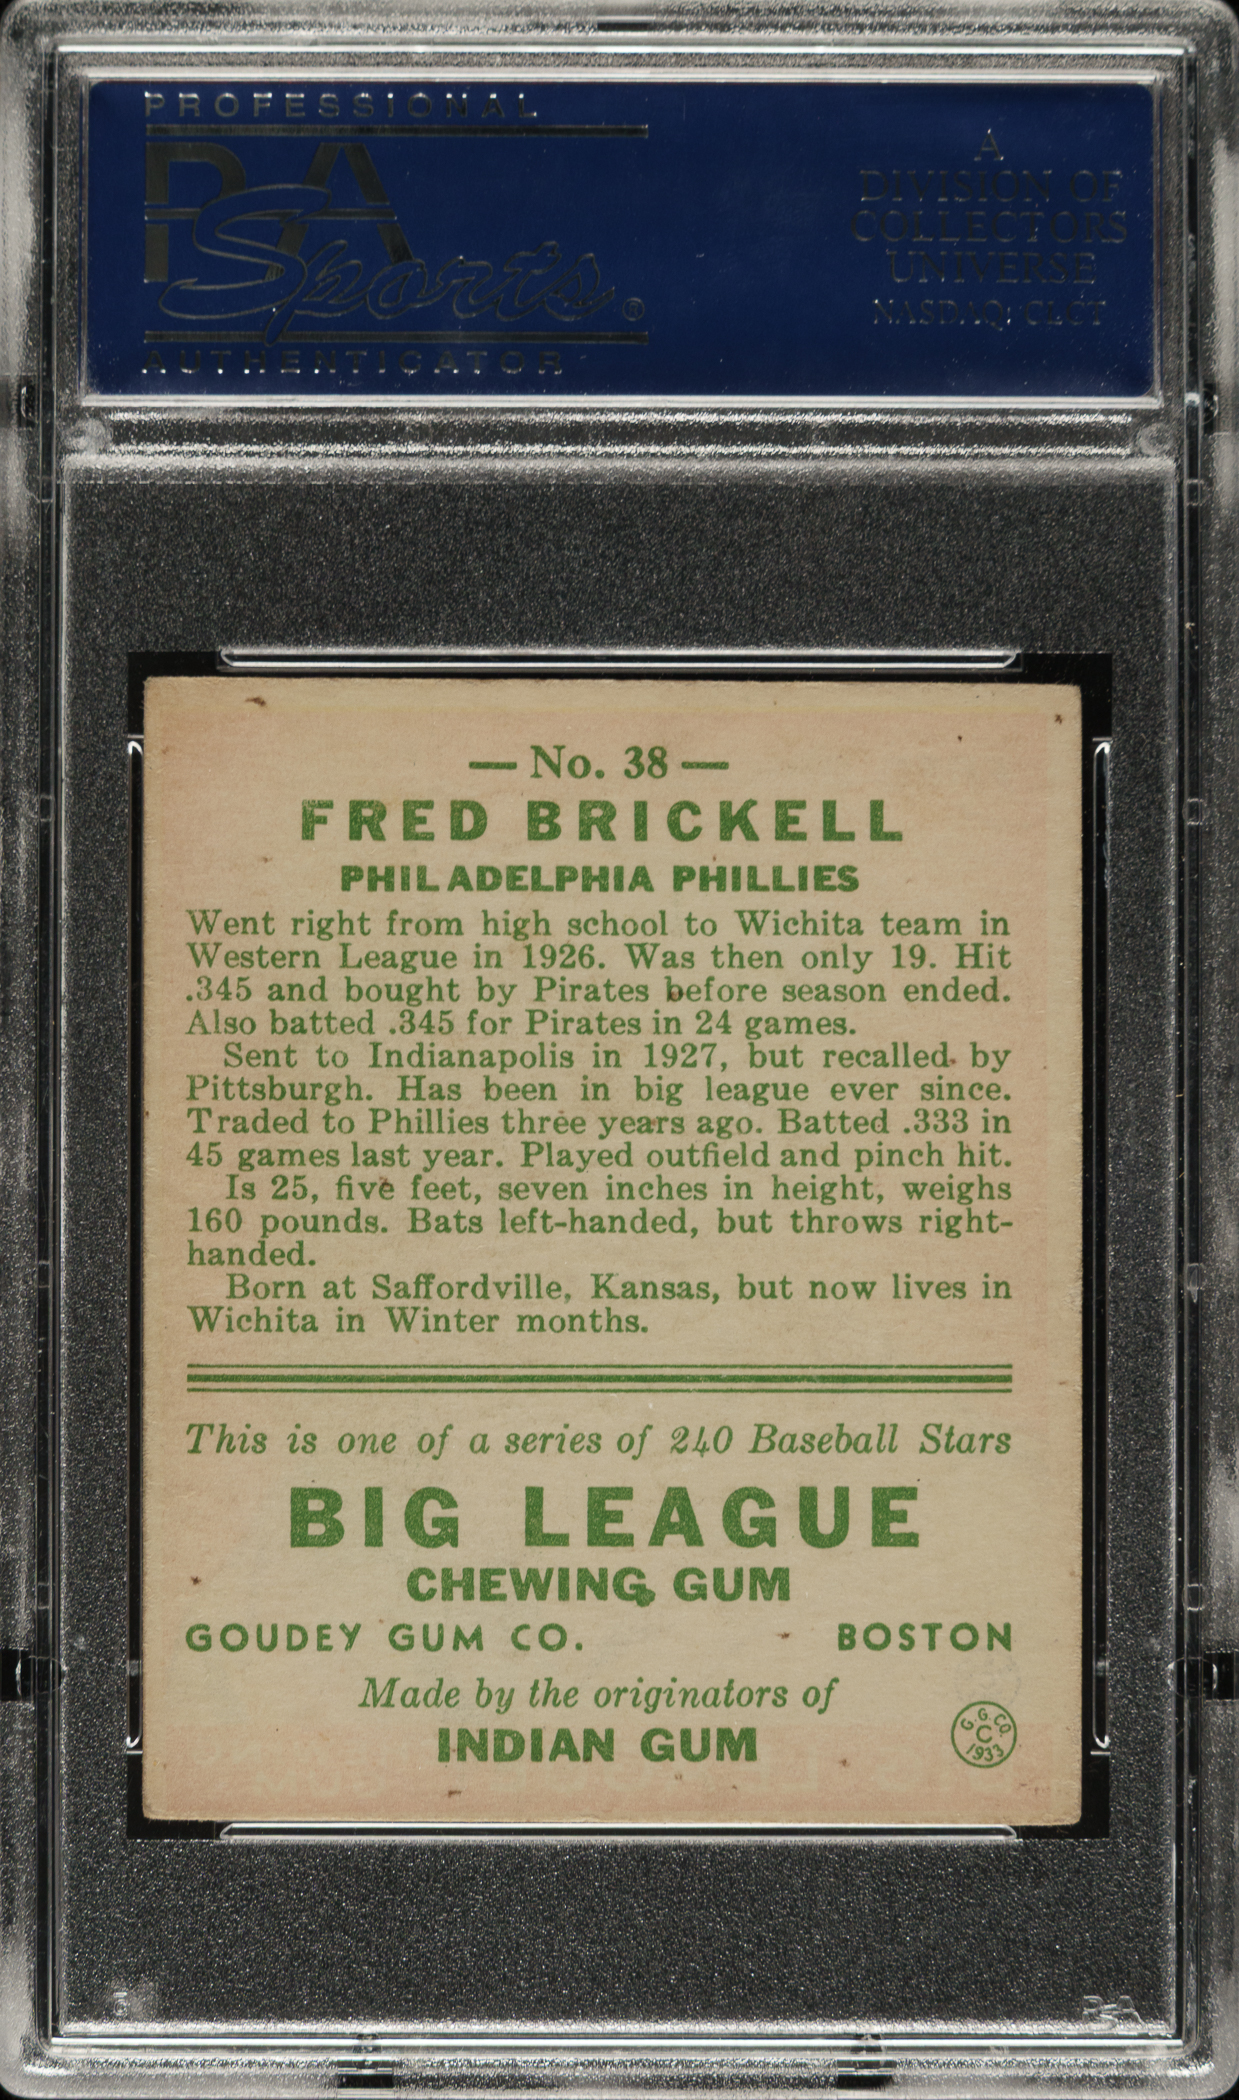 PROFESSIONAL
PSA
Sports®
AUTHENTICATOR
A
DIVISION OF
COLLECTORS
UNIVERSE
NASDAQ: CLCT
— No. 38 —
FRED BRICKELL
PHILADELPHIA PHILLIES
Went right from high school to Wichita team in
Western League in 1926. Was then only 19. Hit
.345 and bought by Pirates before season ended.
Also batted .345 for Pirates in 24 games.
Sent to Indianapolis in 1927, but recalled by
Pittsburgh. Has been in big league ever since.
Traded to Phillies three years ago. Batted .333 in
45 games last year. Played outfield and pinch hit.
Is 25, five feet, seven inches in height, weighs
160 pounds. Bats left-handed, but throws right-
handed.
Born at Saffordville, Kansas, but now lives in
Wichita in Winter months.
This is one of a series of 240 Baseball Stars
BIG LEAGUE
CHEWING GUM
GOUDEY GUM CO. BOSTON
Made by the originators of
INDIAN GUM
G.G.CO.
C
1933
5
PSA